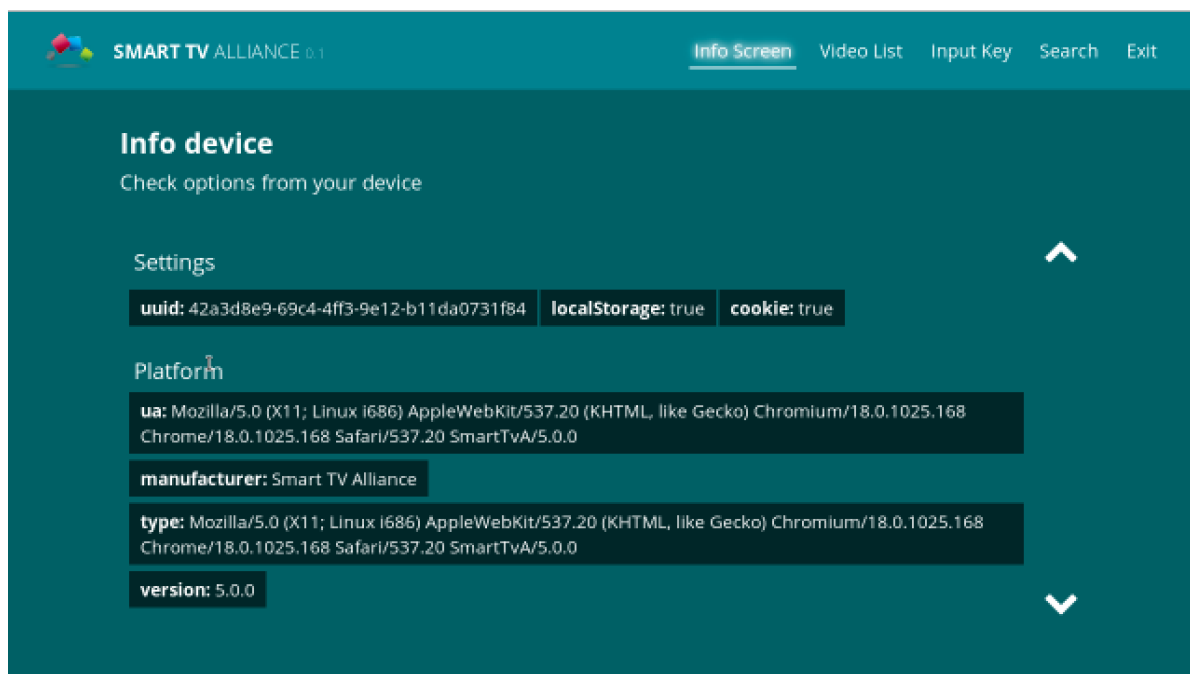 SMART TV ALLIANCE 0.1
Info Screen Video List Input Key Search Exit
Info device
Check options from your device
Settings
uuid: 42a3d8e9-69c4-4ff3-9e12-b11da0731f84 localStorage: true cookie: true
Platform
ua: Mozilla/5.0 (X11; Linux i686) AppleWebKit/537.20 (KHTML, like Gecko) Chromium/18.0.1025.168
Chrome/18.0.1025.168 Safari/537.20 SmartTvA/5.0.0
manufacturer: Smart TV Alliance
type: Mozilla/5.0 (X11; Linux i686) AppleWebKit/537.20 (KHTML, like Gecko) Chromium/18.0.1025.168
Chrome/18.0.1025.168 Safari/537.20 SmartTvA/5.0.0
version: 5.0.0